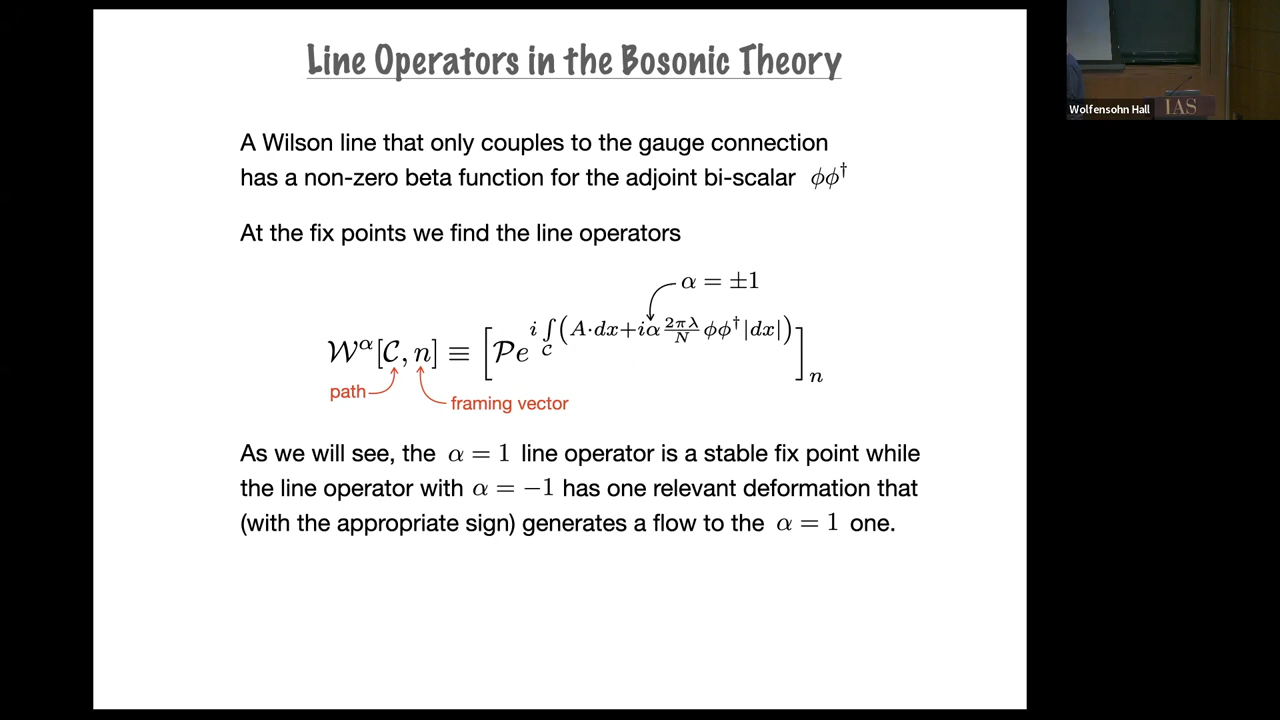 Line Operators in the Bosonic Theory
A Wilson line that only couples to the gauge connection
has a non-zero beta function for the adjoint bi-scalar ϕϕ†
At the fix points we find the line operators
α = ±1
𝒲^α[𝒞, n] ≡ [𝒫e^{i∫_𝒞(A·dx+iα\frac{2πλ}{N}ϕϕ†|dx|)}]_n
path
framing vector
As we will see, the α = 1 line operator is a stable fix point while
the line operator with α = −1 has one relevant deformation that
(with the appropriate sign) generates a flow to the α = 1 one.
Wolfensohn Hall
IAS